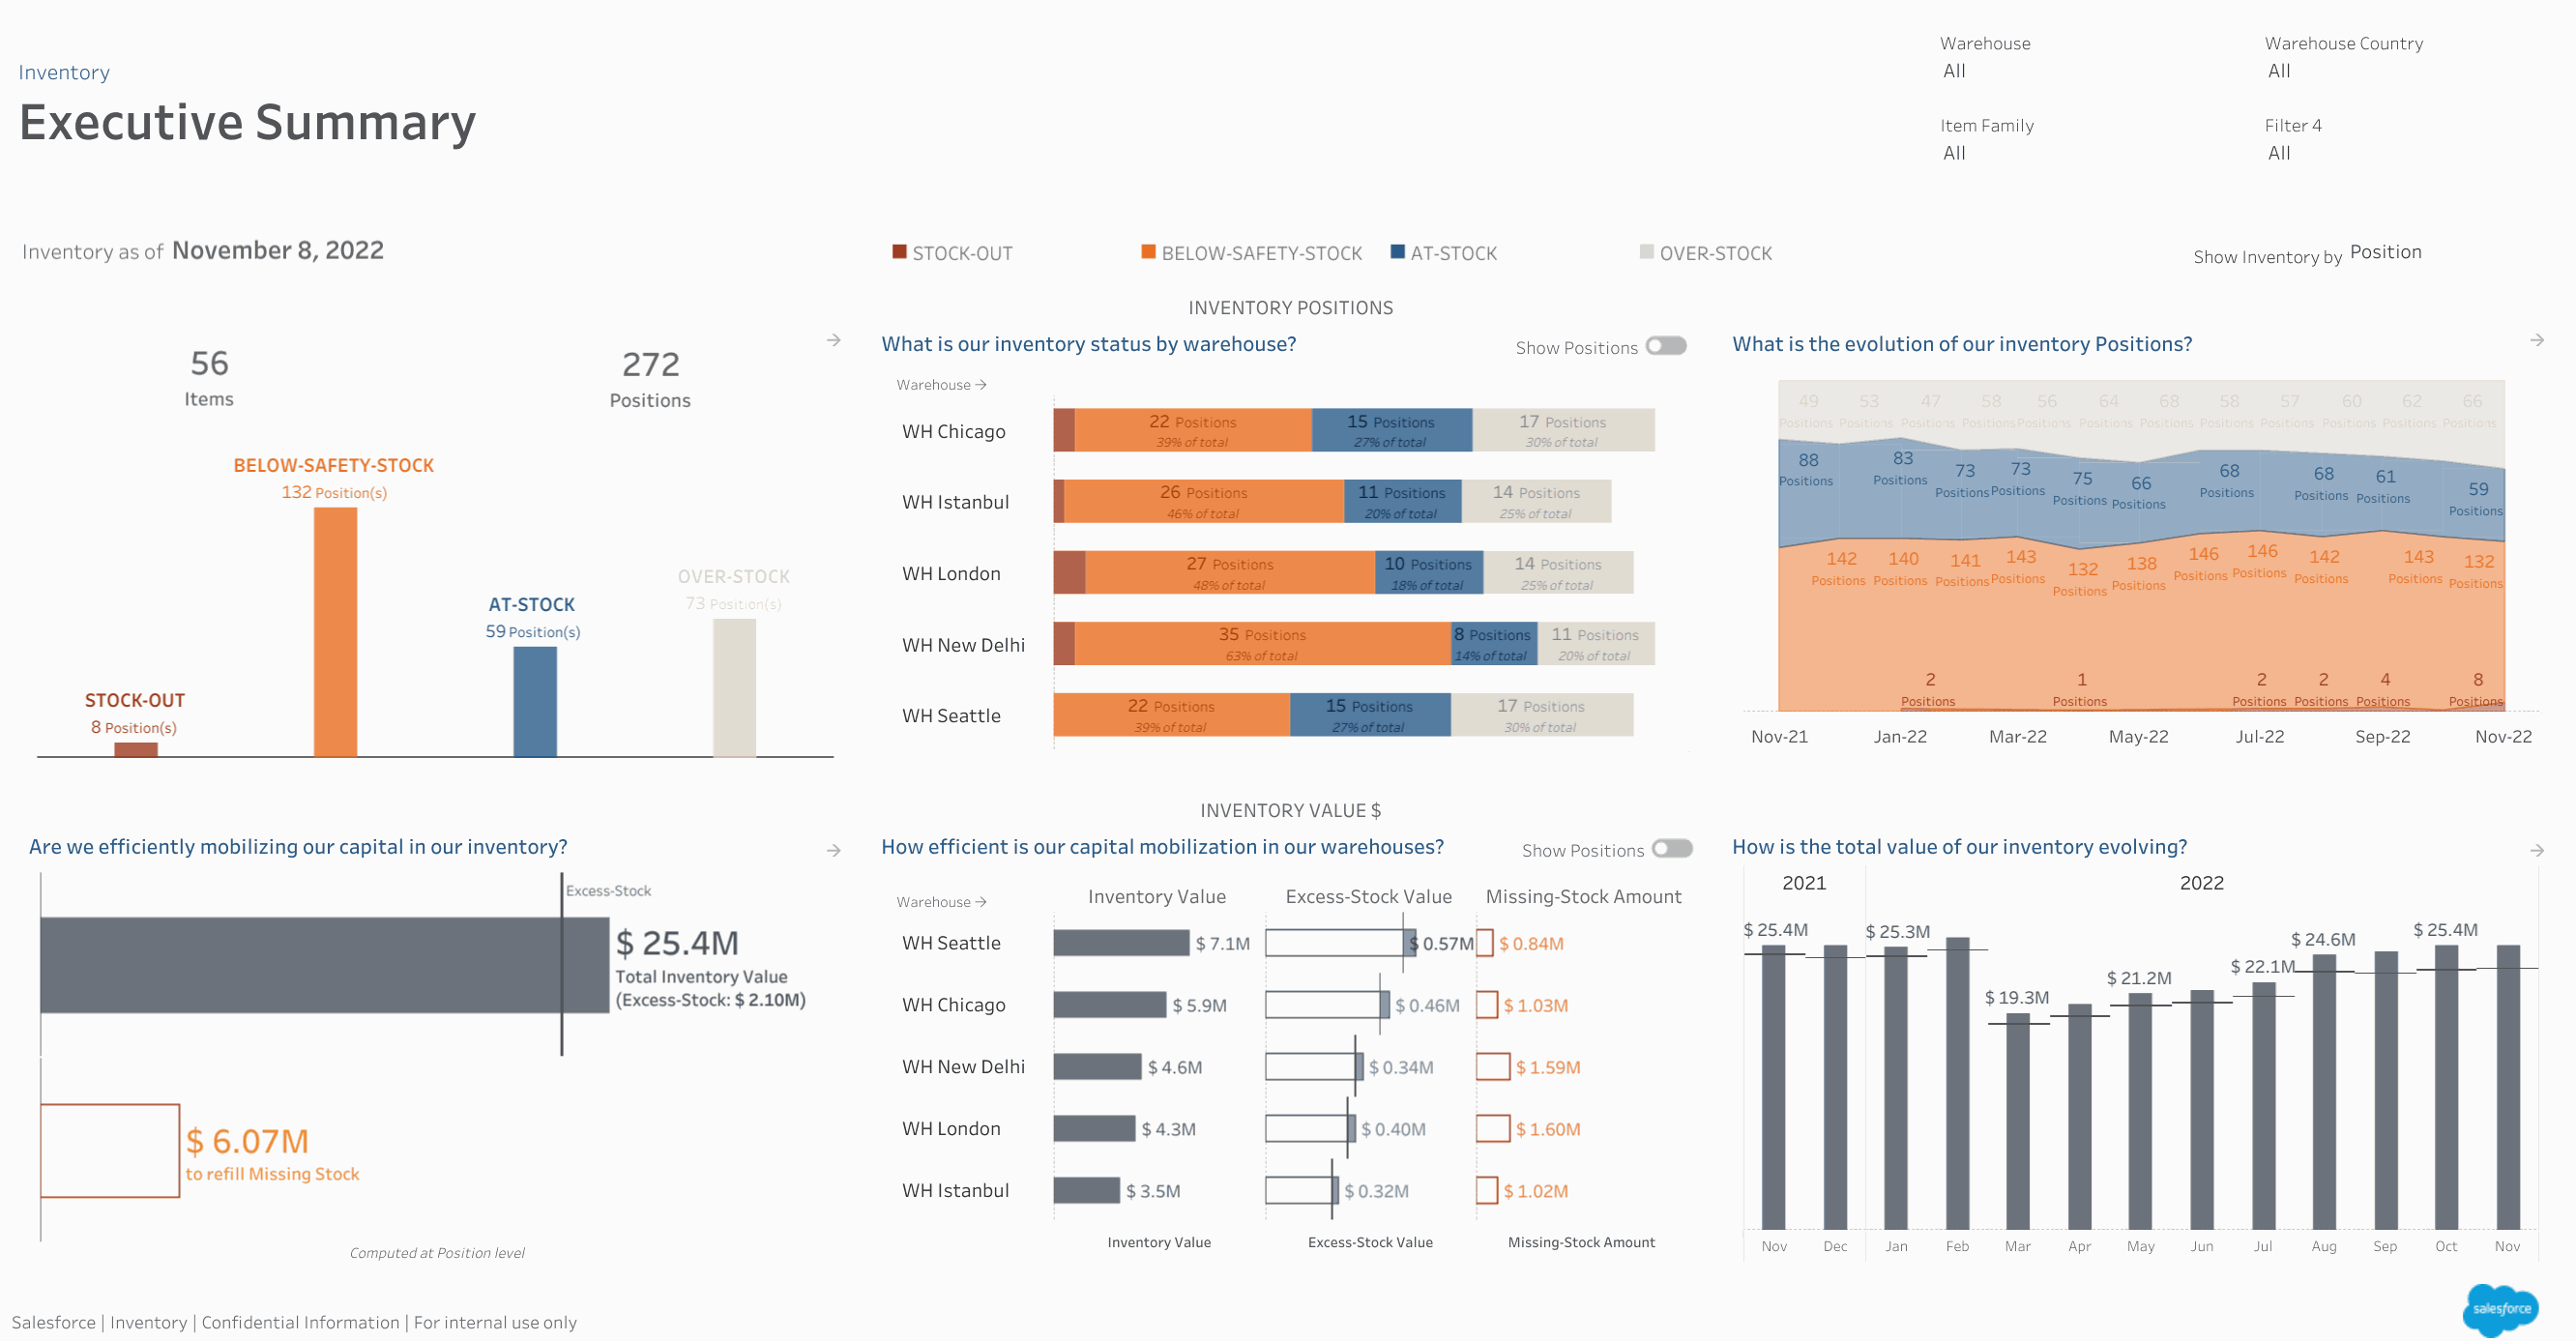 Inventory
Executive Summary
Warehouse
All
Warehouse Country
All
Item Family
All
Filter 4
All
Inventory as of November 8, 2022
STOCK-OUT
BELOW-SAFETY-STOCK
AT-STOCK
OVER-STOCK
Show Inventory by Position
56
Items
272
Positions
→
BELOW-SAFETY-STOCK
132 Position(s)
OVER-STOCK
73 Position(s)
AT-STOCK
59 Position(s)
STOCK-OUT
8 Position(s)
INVENTORY POSITIONS
What is our inventory status by warehouse?
Show Positions
Warehouse →
WH Chicago
22 Positions
39% of total
15 Positions
27% of total
17 Positions
30% of total
WH Istanbul
26 Positions
46% of total
11 Positions
20% of total
14 Positions
25% of total
WH London
27 Positions
48% of total
10 Positions
18% of total
14 Positions
25% of total
WH New Delhi
35 Positions
63% of total
8 Positions
14% of total
11 Positions
20% of total
WH Seattle
22 Positions
39% of total
15 Positions
27% of total
17 Positions
30% of total
What is the evolution of our inventory Positions?
→
49 53 47 58 56 64 68 58 57 60 62 66
Positions Positions Positions Positions Positions Positions Positions Positions Positions Positions Positions Positions
88 83 73 73 75 66 68 68 61 59
Positions Positions Positions Positions Positions Positions Positions Positions Positions Positions
142 140 141 143 132 138 146 146 142 143 132
Positions Positions Positions Positions Positions Positions Positions Positions Positions Positions Positions
2 1 2 2 4 8
Positions Positions Positions Positions Positions Positions
Nov-21 Jan-22 Mar-22 May-22 Jul-22 Sep-22 Nov-22
Are we efficiently mobilizing our capital in our inventory?
→
Excess-Stock
$ 25.4M
Total Inventory Value
(Excess-Stock: $ 2.10M)
$ 6.07M
to refill Missing Stock
Computed at Position level
INVENTORY VALUE $
How efficient is our capital mobilization in our warehouses?
Show Positions
Warehouse →
Inventory Value Excess-Stock Value Missing-Stock Amount
WH Seattle $ 7.1M $ 0.57M $ 0.84M
WH Chicago $ 5.9M $ 0.46M $ 1.03M
WH New Delhi $ 4.6M $ 0.34M $ 1.59M
WH London $ 4.3M $ 0.40M $ 1.60M
WH Istanbul $ 3.5M $ 0.32M $ 1.02M
Inventory Value Excess-Stock Value Missing-Stock Amount
How is the total value of our inventory evolving?
→
2021 2022
$ 25.4M $ 25.3M $ 19.3M $ 21.2M $ 22.1M $ 24.6M $ 25.4M
Nov Dec Jan Feb Mar Apr May Jun Jul Aug Sep Oct Nov
Salesforce | Inventory | Confidential Information | For internal use only
salesforce